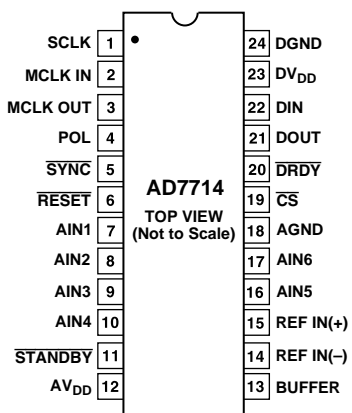 SCLK 1 24 DGND
MCLK IN 2 23 DVDD
MCLK OUT 3 22 DIN
POL 4 21 DOUT
SYNC 5 20 DRDY
RESET 6 19 CS
AD7714
TOP VIEW
(Not to Scale)
AIN1 7 18 AGND
AIN2 8 17 AIN6
AIN3 9 16 AIN5
AIN4 10 15 REF IN(+)
STANDBY 11 14 REF IN(–)
AVDD 12 13 BUFFER